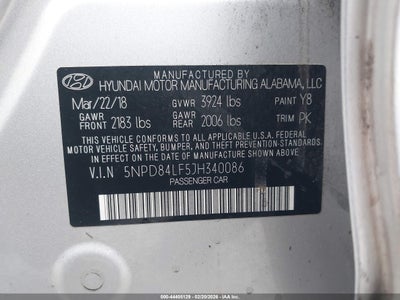 MANUFACTURED BY
HYUNDAI MOTOR MANUFACTURING ALABAMA, LLC
Mar/22/18 GVWR 3924 lbs PAINT Y8
GAWR FRONT 2183 lbs GAWR REAR 2006 lbs TRIM PK
THIS VEHICLE CONFORMS TO ALL APPLICABLE U.S. FEDERAL
MOTOR VEHICLE SAFETY, BUMPER, AND THEFT PREVENTION
STANDARDS IN EFFECT ON THE DATE OF MANUFACTURE SHOWN ABOVE.
V.I.N 5NPD84LF5JH340086
PASSENGER CAR